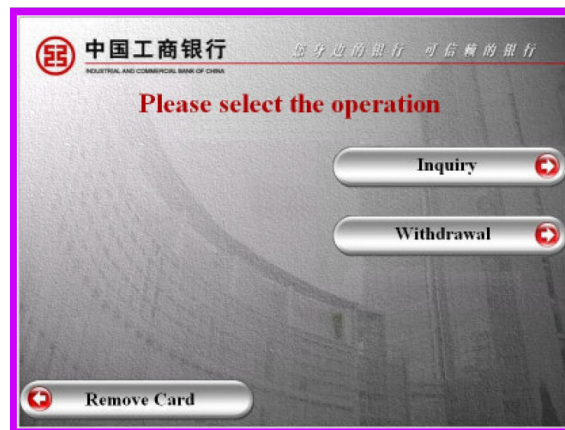 中国工商银行
INDUSTRIAL AND COMMERCIAL BANK OF CHINA
您身边的银行 可信赖的银行
Please select the operation
Inquiry
Withdrawal
Remove Card